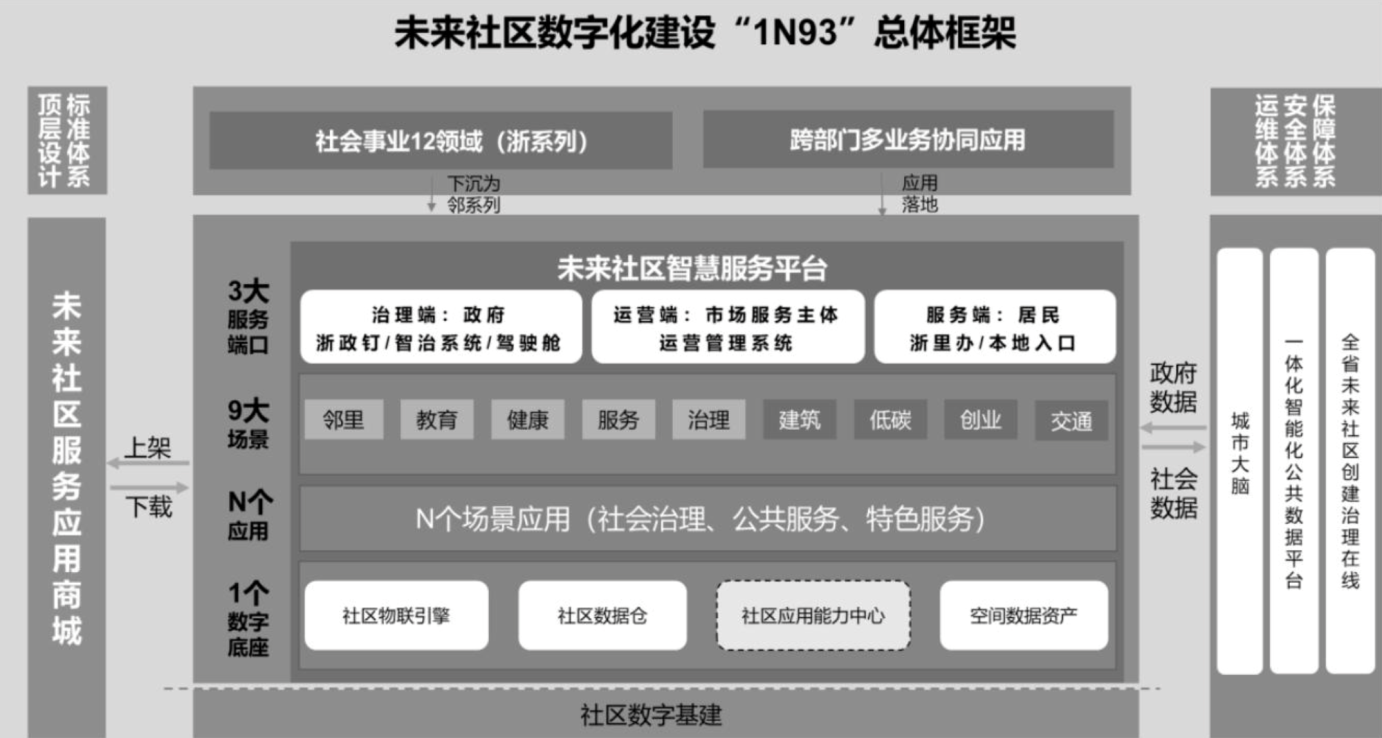 未来社区数字化建设“1N93”总体框架
标准体系
顶层设计
社会事业12领域（浙系列）
跨部门多业务协同应用
保障体系
安全体系
运维体系
下沉为
邻系列
应用
落地
未来社区服务应用商城
上架
下载
未来社区智慧服务平台
3大
服务
端口
治理端：政府
浙政钉/智治系统/驾驶舱
运营端：市场服务主体
运营管理系统
服务端：居民
浙里办/本地入口
9大
场景
邻里
教育
健康
服务
治理
建筑
低碳
创业
交通
N个
应用
N个场景应用（社会治理、公共服务、特色服务）
1个
数字
底座
社区物联引擎
社区数据仓
社区应用能力中心
空间数据资产
社区数字基建
政府
数据
社会
数据
城市大脑
一体化智能化公共数据平台
全省未来社区创建治理在线